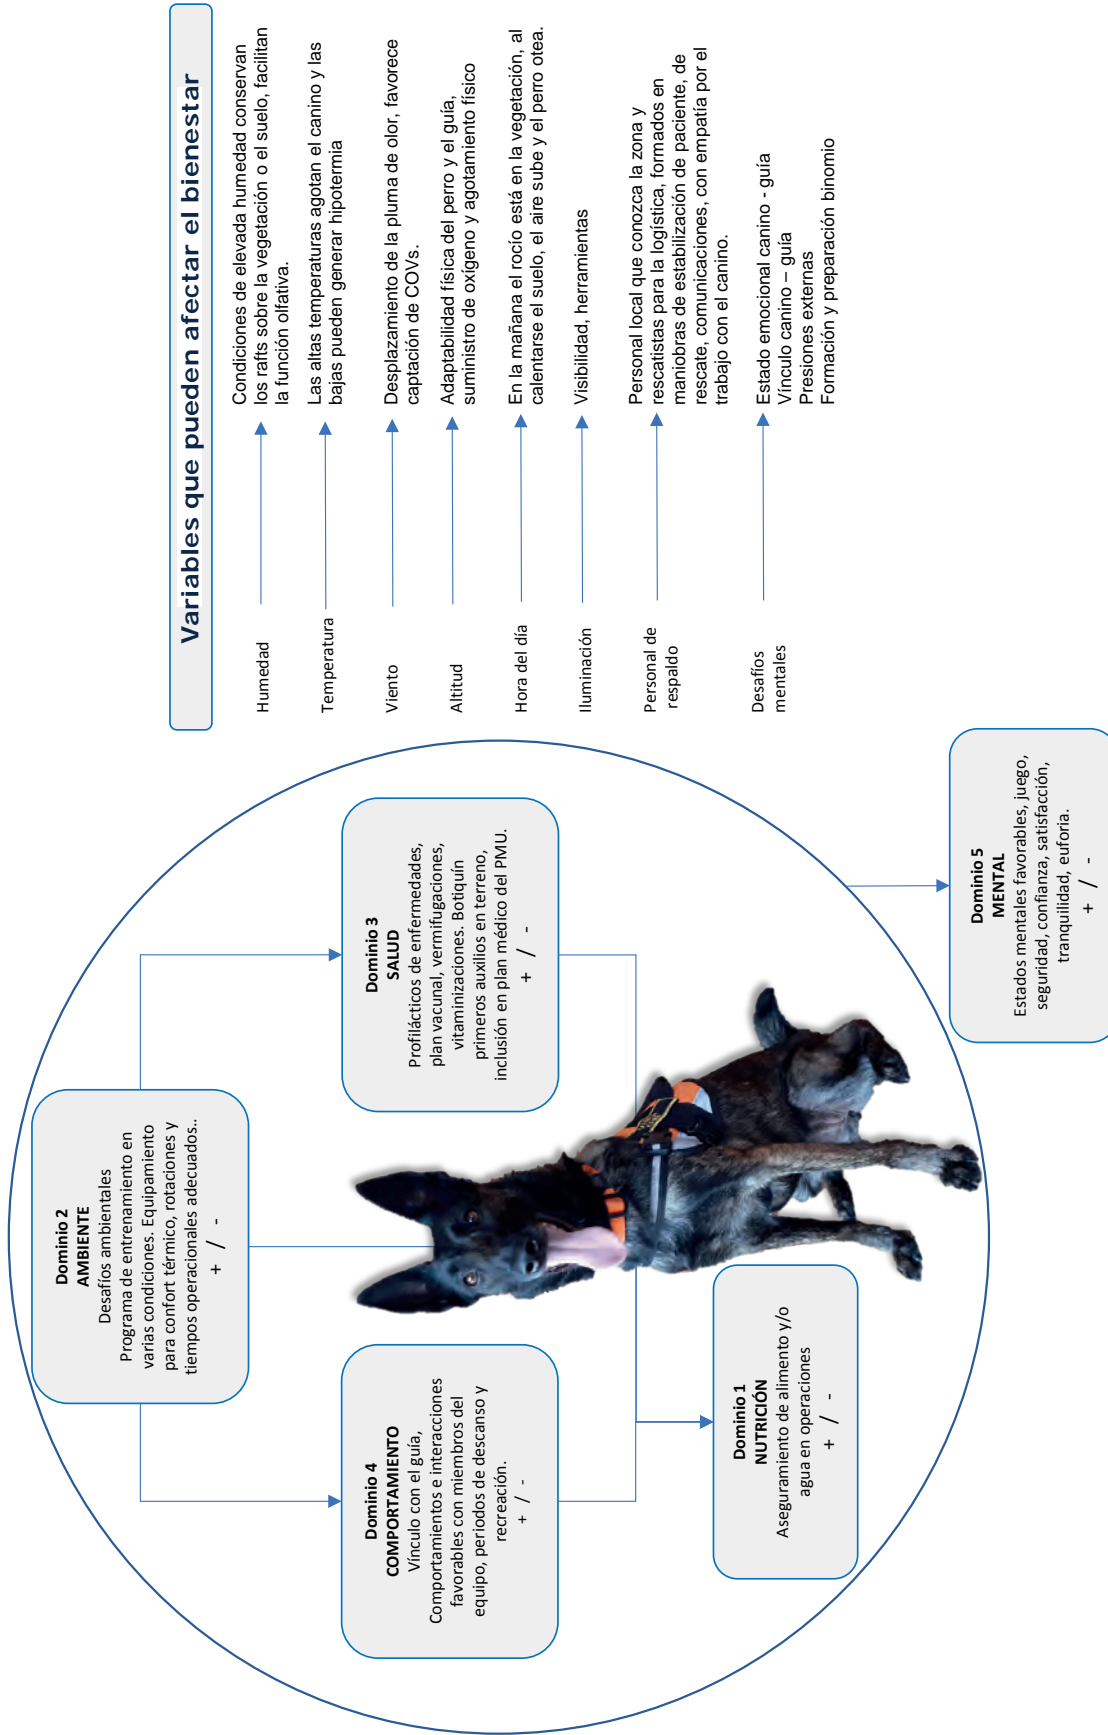 Dominio 2
AMBIENTE
Desafíos ambientales
Programa de entrenamiento en
varias condiciones. Equipamiento
para confort térmico, rotaciones y
tiempos operacionales adecuados..
+ / -
Dominio 4
COMPORTAMIENTO
Vínculo con el guía,
Comportamientos e interacciones
favorables con miembros del
equipo, periodos de descanso y
recreación.
+ / -
Dominio 3
SALUD
Profilácticos de enfermedades,
plan vacunal, vermifugaciones,
vitaminizaciones. Botiquín
primeros auxilios en terreno,
inclusión en plan médico del PMU.
+ / -
Dominio 1
NUTRICIÓN
Aseguramiento de alimento y/o
agua en operaciones
+ / -
Dominio 5
MENTAL
Estados mentales favorables, juego,
seguridad, confianza, satisfacción,
tranquilidad, euforia.
+ / -
Variables que pueden afectar el bienestar
Humedad
Condiciones de elevada humedad conservan
los rafts sobre la vegetación o el suelo, facilitan
la función olfativa.
Temperatura
Las altas temperaturas agotan el canino y las
bajas pueden generar hipotermia
Viento
Desplazamiento de la pluma de olor, favorece
captación de COVs.
Altitud
Adaptabilidad física del perro y el guía,
suministro de oxígeno y agotamiento físico
Hora del día
En la mañana el rocío está en la vegetación, al
calentarse el suelo, el aire sube y el perro otea.
Iluminación
Visibilidad, herramientas
Personal de
respaldo
Personal local que conozca la zona y
rescatistas para la logística, formados en
maniobras de estabilización de paciente, de
rescate, comunicaciones, con empatía por el
trabajo con el canino.
Desafíos
mentales
Estado emocional canino - guía
Vínculo canino – guía
Presiones externas
Formación y preparación binomio